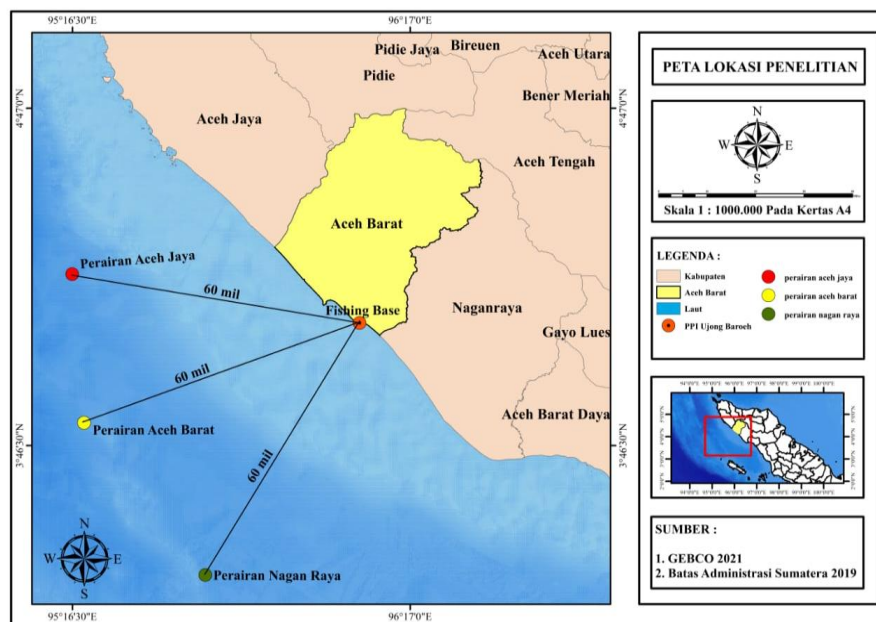 95°16'30"E
96°17'0"E
4°47'0"N
4°47'0"N
3°46'30"N
3°46'30"N
95°16'30"E
96°17'0"E
Pidie Jaya
Bireuen
Aceh Utara
Pidie
Bener Meriah
Aceh Jaya
Aceh Tengah
Aceh Barat
Perairan Aceh Jaya
60 mil
Fishing Base
Naganraya
Gayo Lues
60 mil
Perairan Aceh Barat
Aceh Barat Daya
60 mil
Perairan Nagan Raya
N
W E
S
PETA LOKASI PENELITIAN
N
W E
S
Skala 1 : 1000.000 Pada Kertas A4
LEGENDA :
Kabupaten
Aceh Barat
Laut
PPI Ujong Baroeh
perairan aceh jaya
perairan aceh barat
perairan nagan raya
SUMBER :
1. GEBCO 2021
2. Batas Administrasi Sumatera 2019